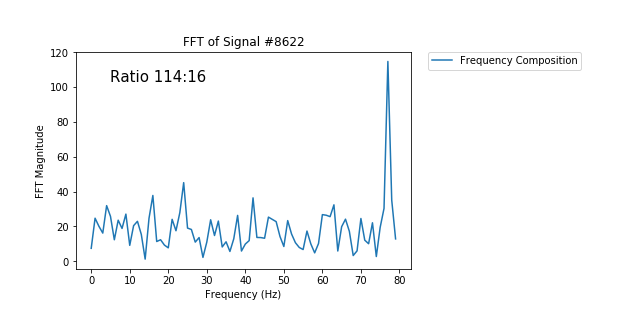 FFT of Signal #8622
Ratio 114:16
Frequency Composition
FFT Magnitude
120
100
80
60
40
20
0
0 10 20 30 40 50 60 70 80
Frequency (Hz)